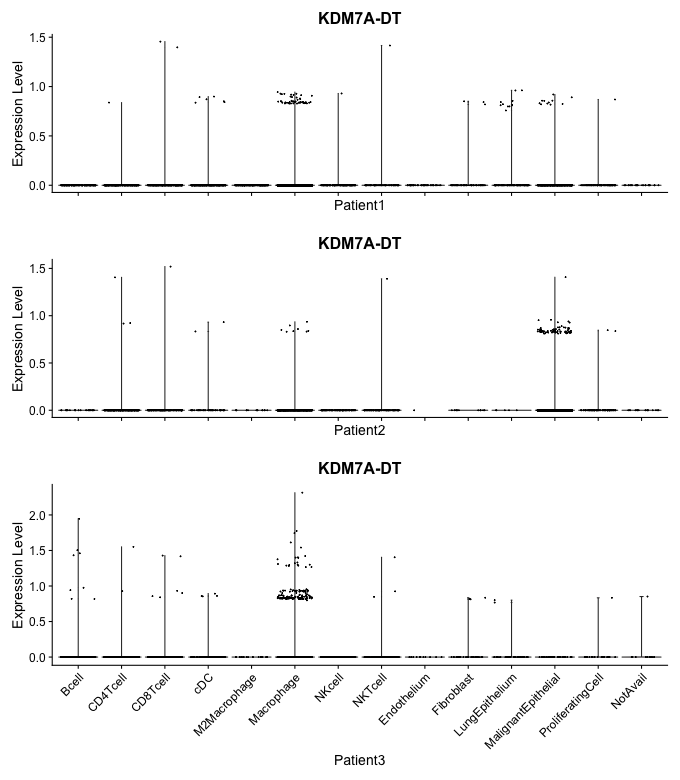 KDM7A-DT
1.5
1.0
0.5
0.0
Expression Level
Patient1
KDM7A-DT
1.5
1.0
0.5
0.0
Expression Level
Patient2
KDM7A-DT
2.0
1.5
1.0
0.5
0.0
Expression Level
Bcell
CD4Tcell
CD8Tcell
cDC
M2Macrophage
Macrophage
NKcell
NKTcell
Endothelium
Fibroblast
LungEpithelium
MalignantEpithelial
ProliferatingCell
NotAvail
Patient3